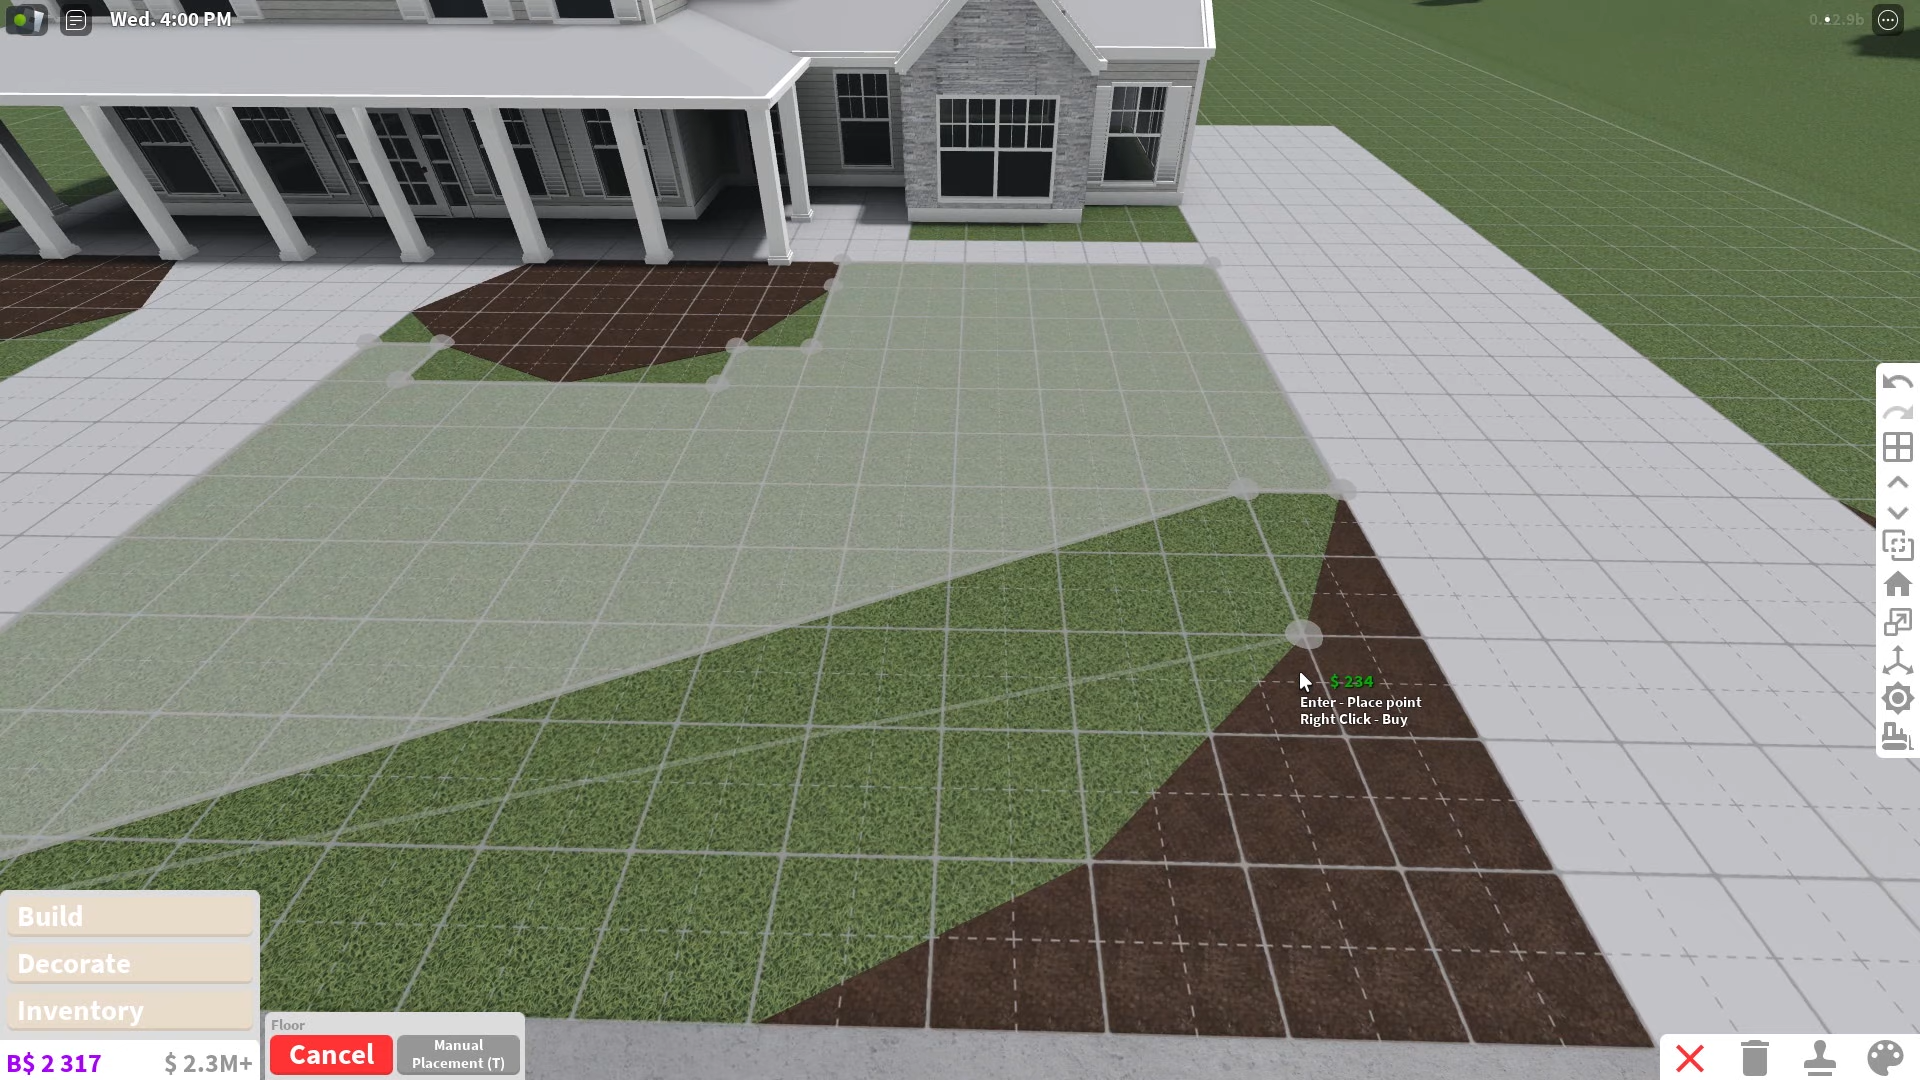 Wed. 4:00 PM
$ 234
Enter - Place point
Right Click - Buy
Build
Decorate
Inventory
B$ 2 317
$ 2.3M+
Floor
Cancel
Manual
Placement (T)